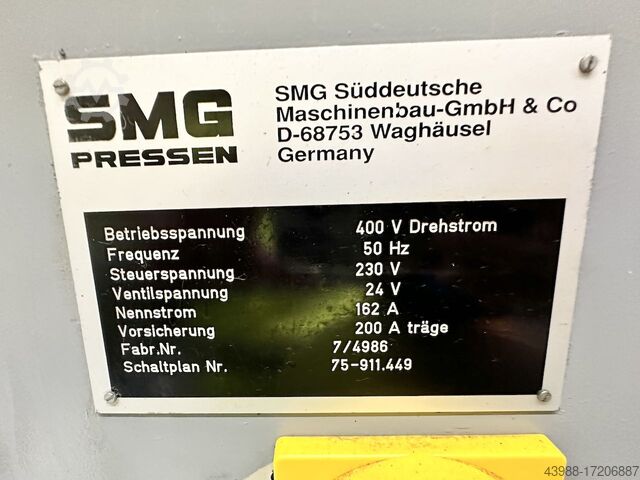 SMG
PRESSEN
SMG Süddeutsche
Maschinenbau-GmbH & Co
D-68753 Waghäusel
Germany
Betriebsspannung 400 V Drehstrom
Frequenz 50 Hz
Steuerspannung 230 V
Ventilspannung 24 V
Nennstrom 162 A
Vorsicherung 200 A träge
Fabr.Nr. 7/4986
Schaltplan Nr. 75-911.449
43988-17206887